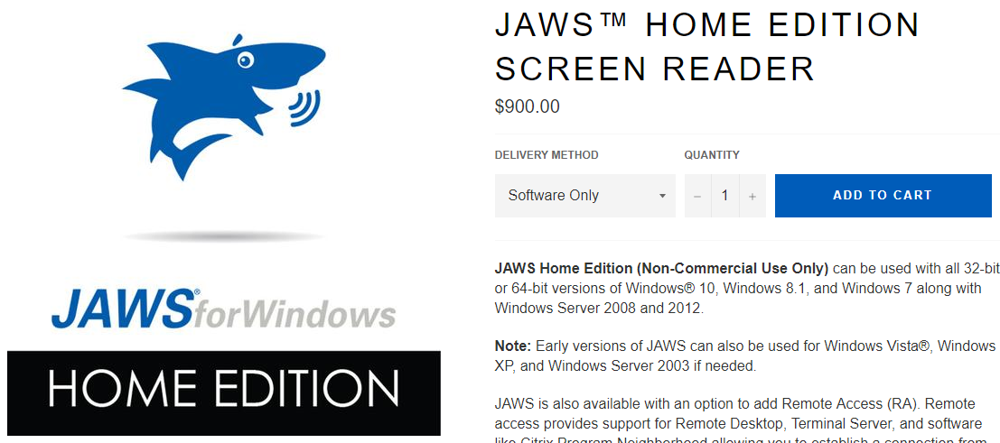 JAWS™ HOME EDITION
SCREEN READER
$900.00
DELIVERY METHOD
QUANTITY
Software Only
− 1 +
ADD TO CART
JAWS Home Edition (Non-Commercial Use Only) can be used with all 32-bit
or 64-bit versions of Windows® 10, Windows 8.1, and Windows 7 along with
Windows Server 2008 and 2012.
Note: Early versions of JAWS can also be used for Windows Vista®, Windows
XP, and Windows Server 2003 if needed.
JAWS is also available with an option to add Remote Access (RA). Remote
access provides support for Remote Desktop, Terminal Server, and software
like Citrix Program Neighborhood allowing you to establish a connection from
JAWS® for Windows
HOME EDITION